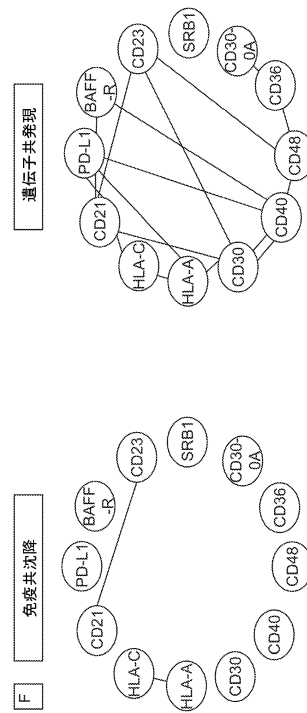 F
免疫共沈降
PD-L1
BAFF
-R
CD21
CD23
HLA-C
SRB1
HLA-A
CD30-
0A
CD30
CD36
CD40
CD48
遺伝子共発現
PD-L1
BAFF
-R
CD21
CD23
HLA-C
SRB1
HLA-A
CD30-
0A
CD30
CD36
CD40
CD48